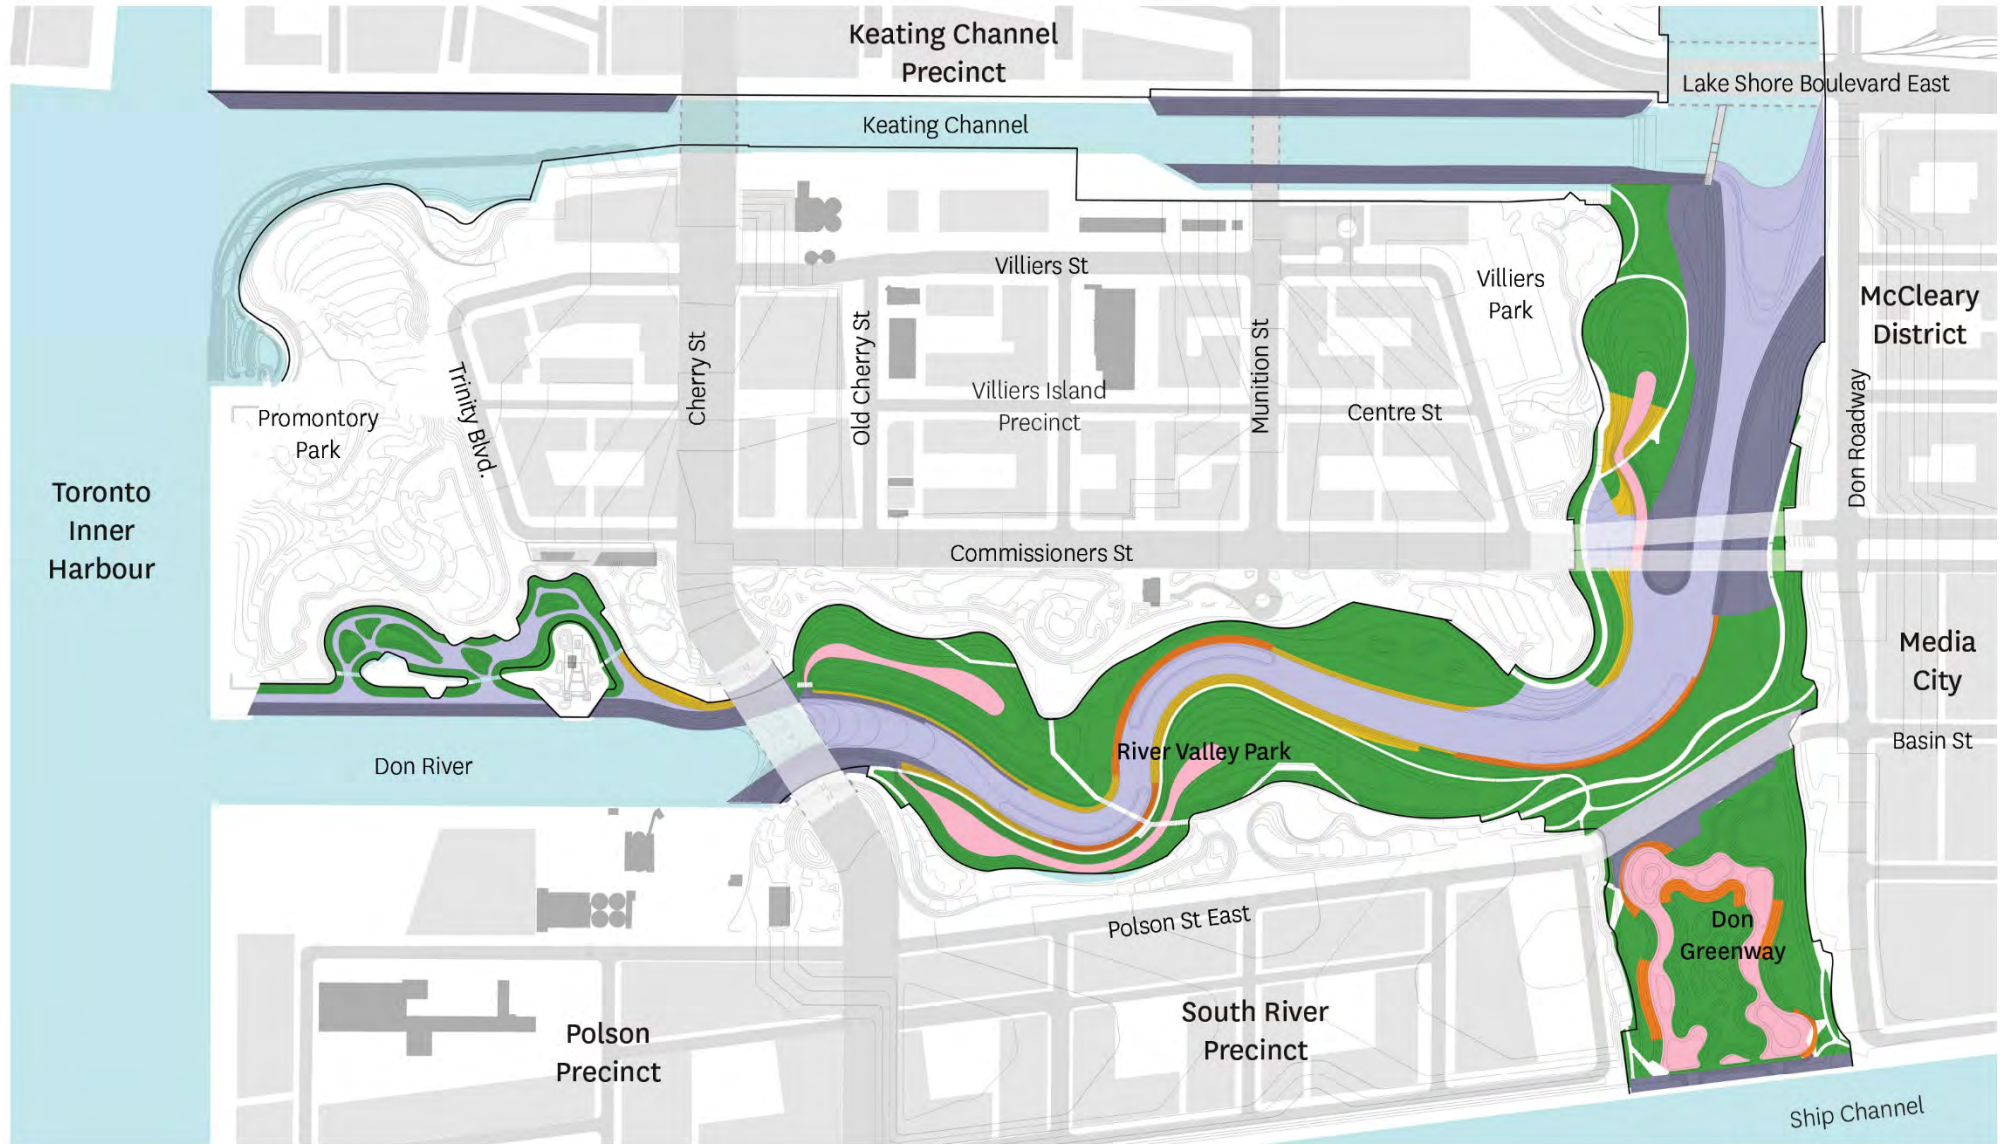 Keating Channel
Precinct
Lake Shore Boulevard East
Keating Channel
Villiers St
Villiers
Park
McCleary
District
Cherry St
Old Cherry St
Munition St
Trinity Blvd.
Villiers Island
Precinct
Centre St
Don Roadway
Promontory
Park
Toronto
Inner
Harbour
Commissioners St
Media
City
River Valley Park
Basin St
Don River
Polson St East
Don
Greenway
South River
Precinct
Polson
Precinct
Ship Channel